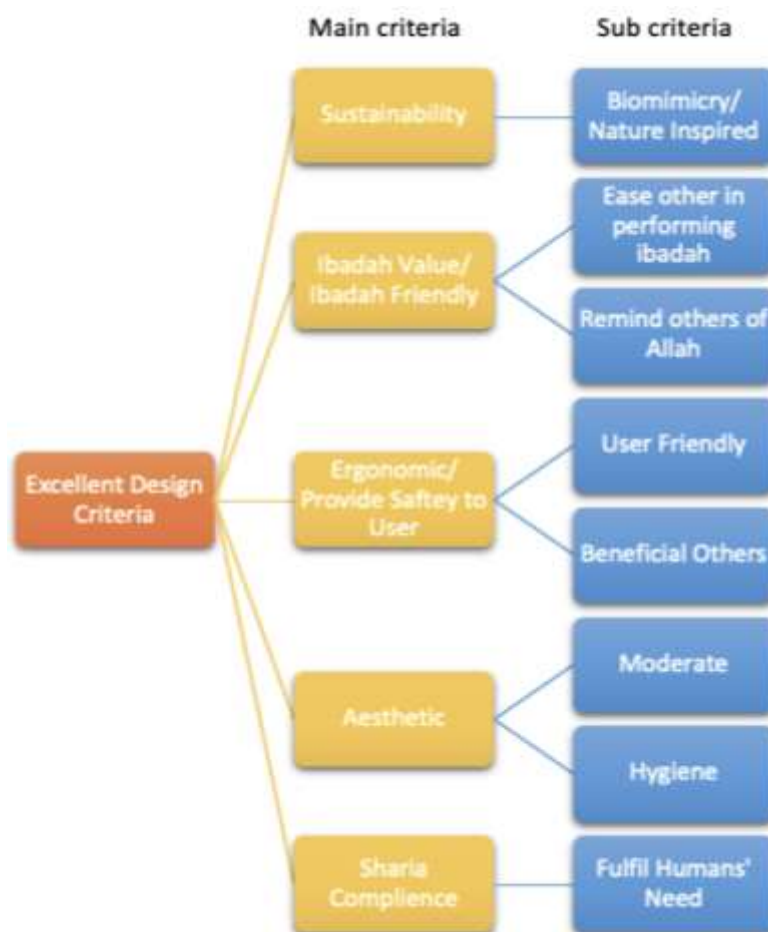 Main criteria
Sub criteria
Sustainability
Biomimicry/
Nature Inspired
Ibadah Value/
Ibadah Friendly
Ease other in
performing
ibadah
Remind others of
Allah
Excellent Design
Criteria
Ergonomic/
Provide Saftey to
User
User Friendly
Beneficial Others
Aesthetic
Moderate
Hygiene
Sharia
Complience
Fulfil Humans'
Need